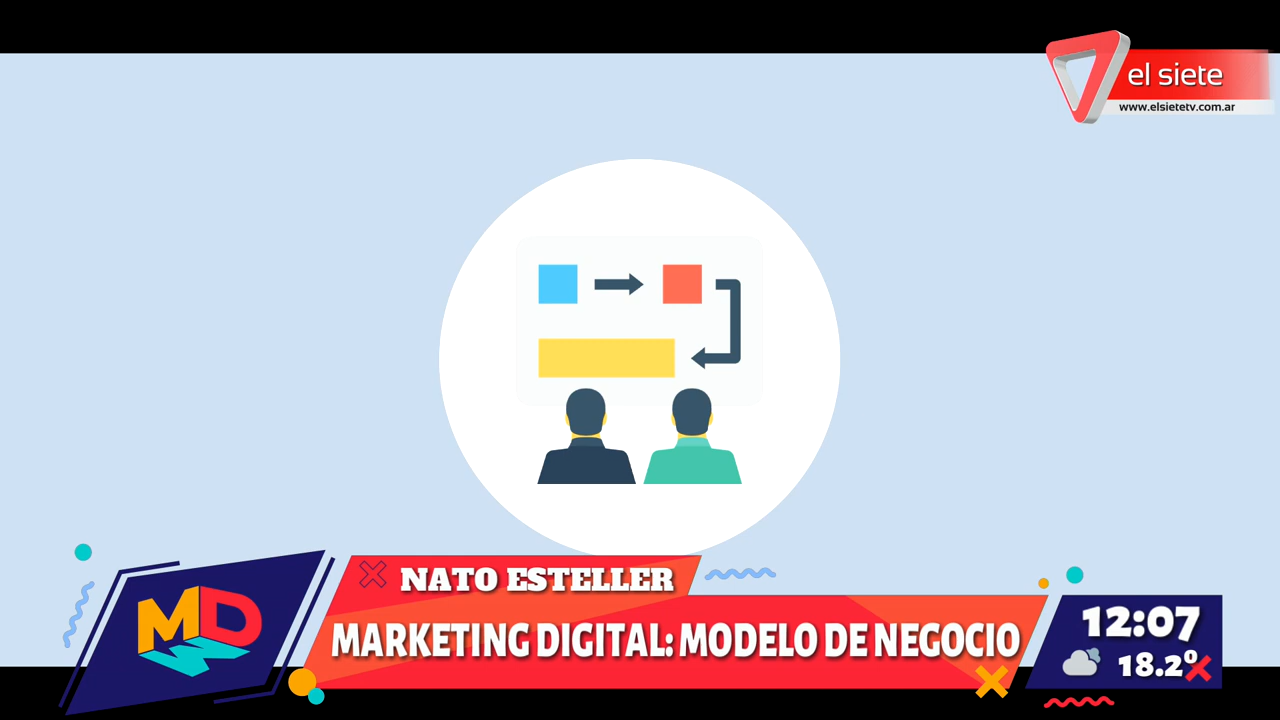 el siete
www.elsietetv.com.ar
NATO ESTELLER
MARKETING DIGITAL: MODELO DE NEGOCIO
MD
12:07
18.2º